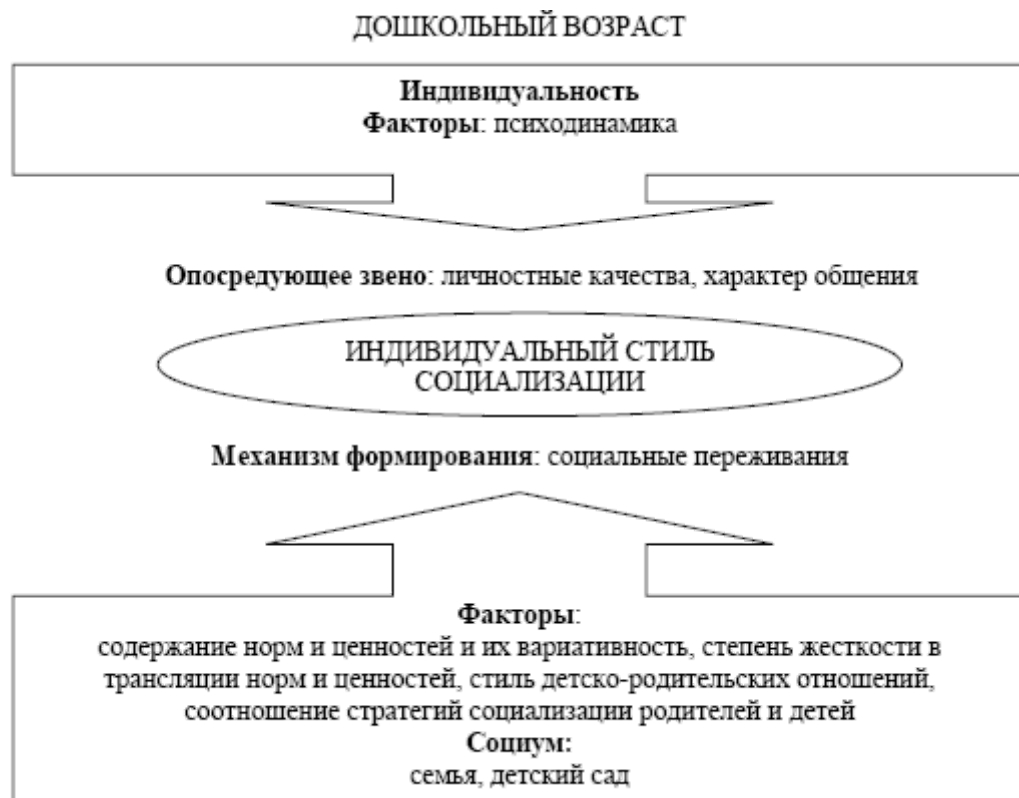 ДОШКОЛЬНЫЙ ВОЗРАСТ
Индивидуальность
Факторы: психодинамика
Опосредующее звено: личностные качества, характер общения
ИНДИВИДУАЛЬНЫЙ СТИЛЬ
СОЦИАЛИЗАЦИИ
Механизм формирования: социальные переживания
Факторы:
содержание норм и ценностей и их вариативность, степень жесткости в
трансляции норм и ценностей, стиль детско-родительских отношений,
соотношение стратегий социализации родителей и детей
Социум:
семья, детский сад